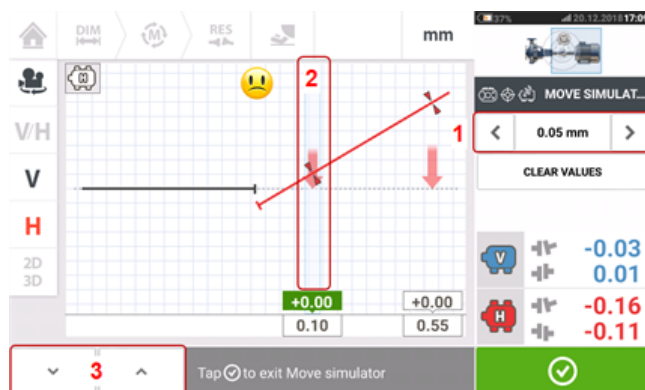 DIM
M
RES
mm
37%
20.12.2018 17:09
H
2
1
MOVE SIMULAT...
0.05 mm
CLEAR VALUES
V/H
V
H
2D
3D
+0.00
+0.00
0.10
0.55
V
-0.03
0.01
H
-0.16
-0.11
3
Tap to exit Move simulator